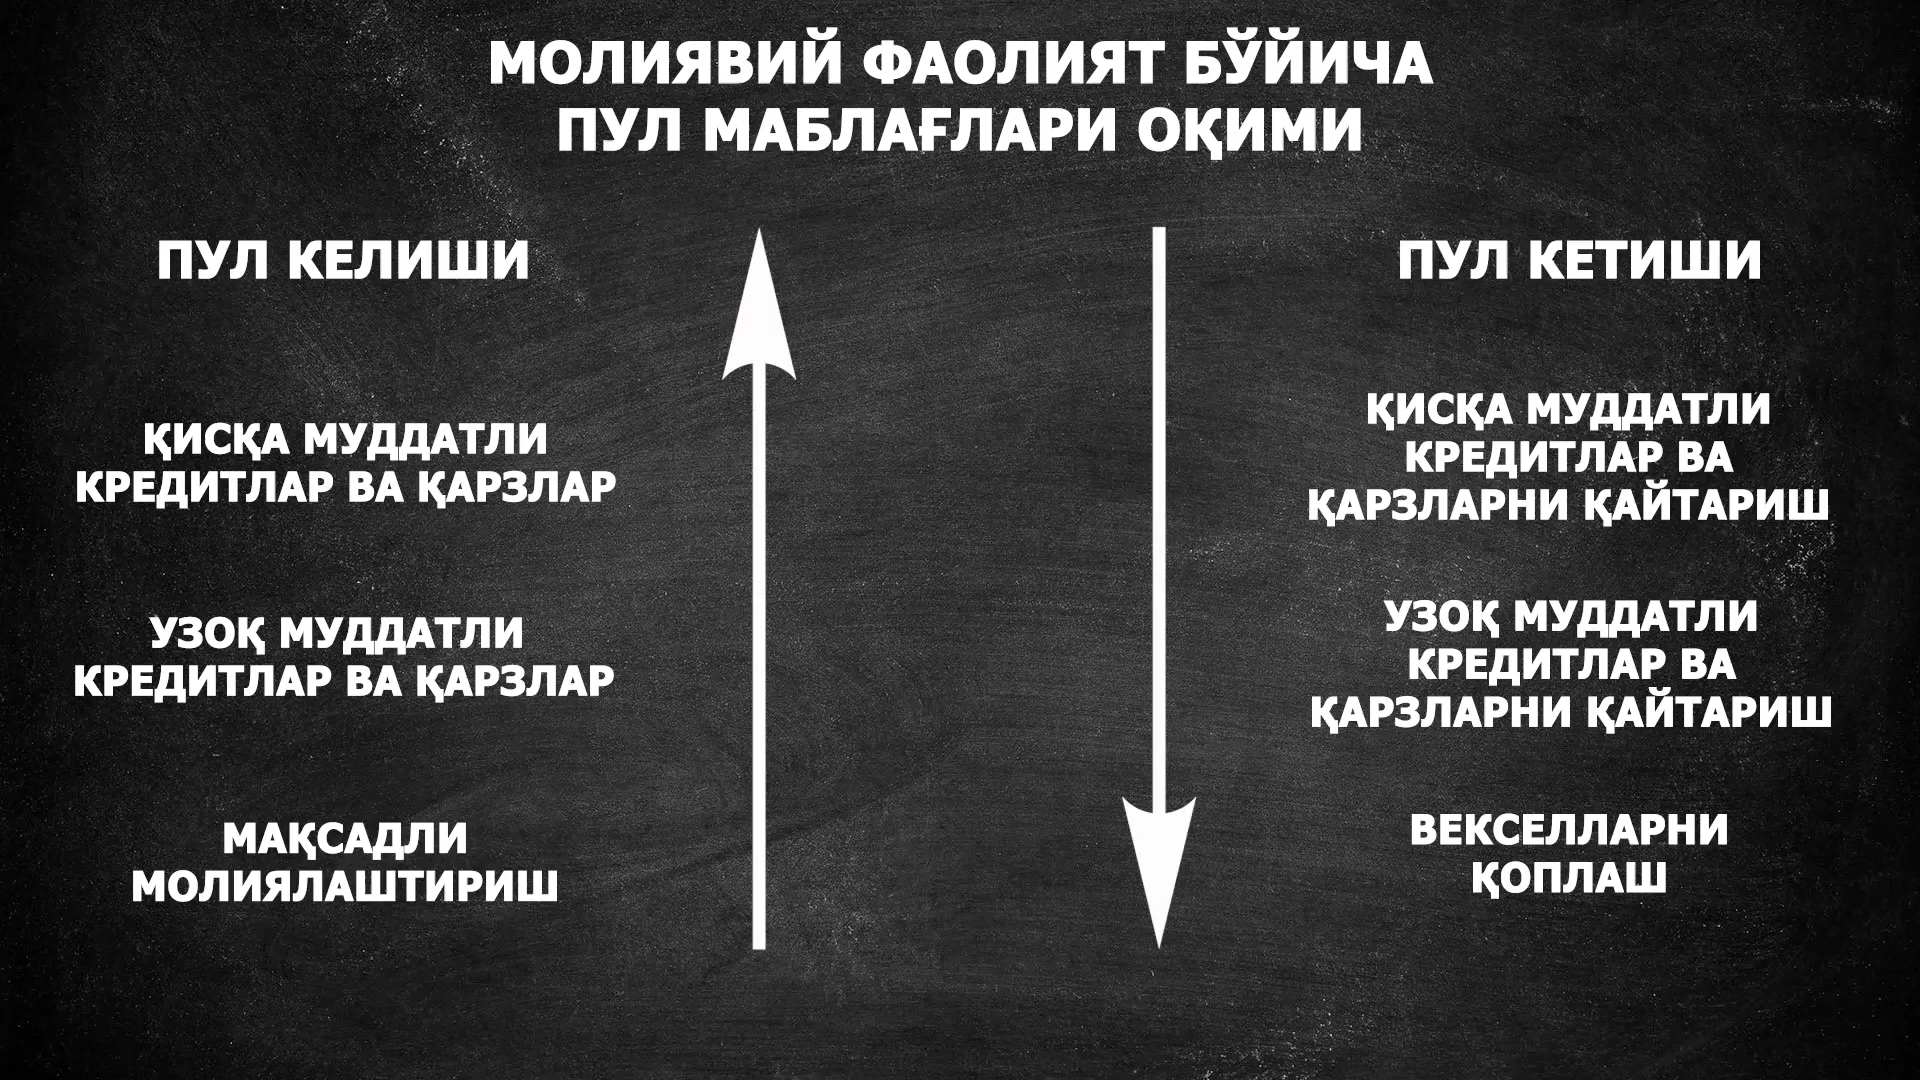 МОЛИЯВИЙ ФАОЛИЯТ БЎЙИЧА
ПУЛ МАБЛАҒЛАРИ ОҚИМИ
ПУЛ КЕЛИШИ
ҚИСҚА МУДДАТЛИ
КРЕДИТЛАР ВА ҚАРЗЛАР
УЗОҚ МУДДАТЛИ
КРЕДИТЛАР ВА ҚАРЗЛАР
МАҚСАДЛИ
МОЛИЯЛАШТИРИШ
ПУЛ КЕТИШИ
ҚИСҚА МУДДАТЛИ
КРЕДИТЛАР ВА
ҚАРЗЛАРНИ ҚАЙТАРИШ
УЗОҚ МУДДАТЛИ
КРЕДИТЛАР ВА
ҚАРЗЛАРНИ ҚАЙТАРИШ
ВЕКСЕЛЛАРНИ
ҚОПЛАШ